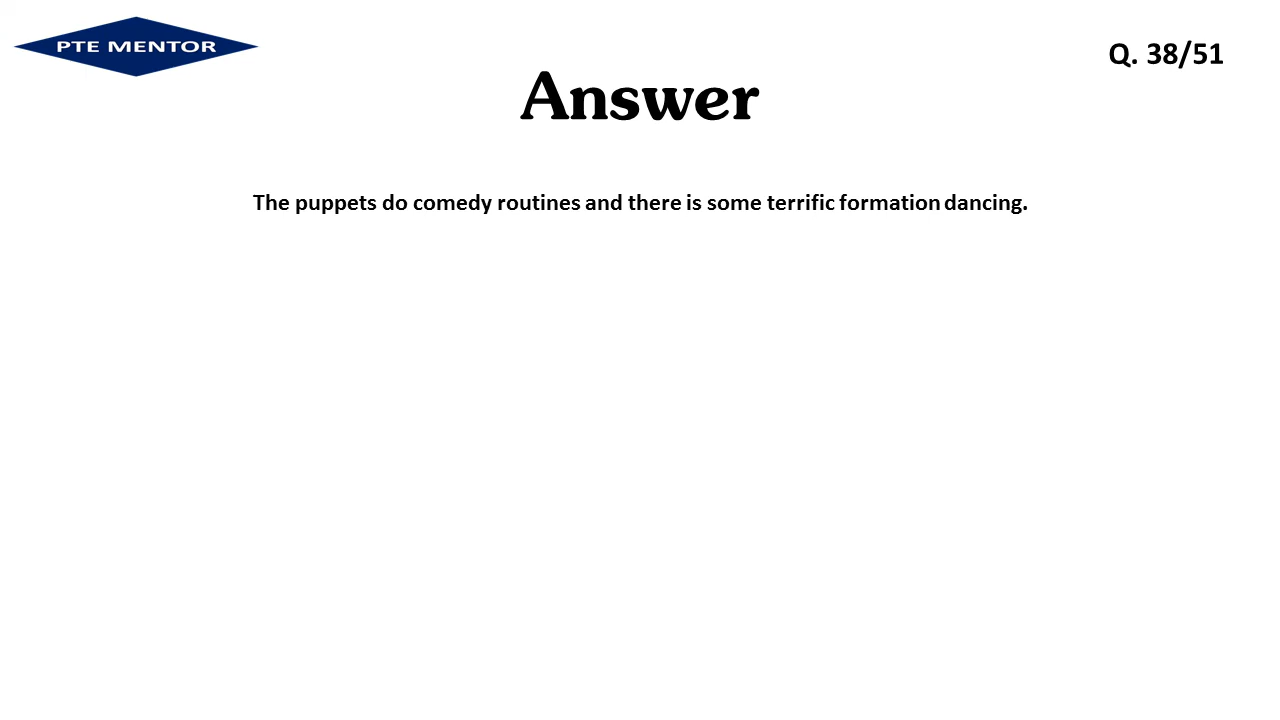 PTE MENTOR
Q. 38/51
Answer
The puppets do comedy routines and there is some terrific formation dancing.